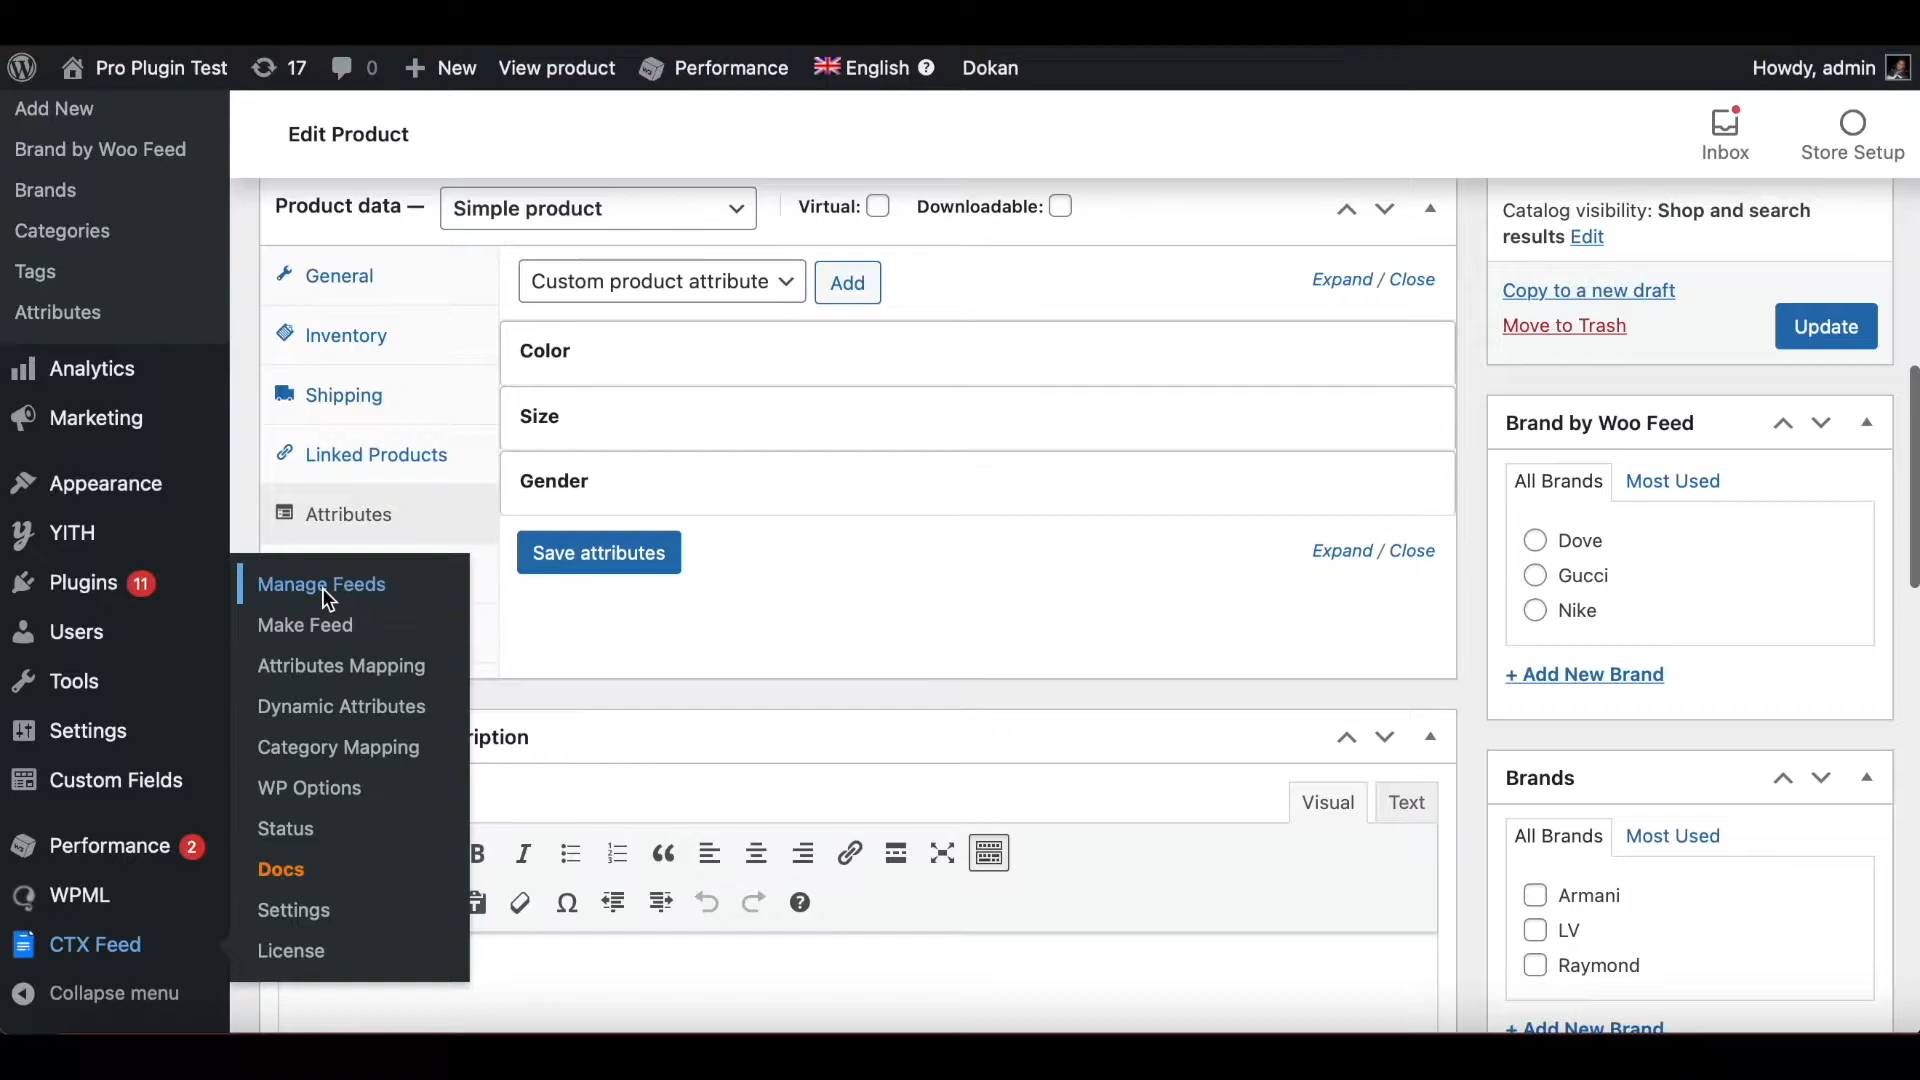 Pro Plugin Test 17 0 New View product Performance English Dokan Howdy, admin
Add New
Brand by Woo Feed
Brands
Categories
Tags
Attributes
Analytics
Marketing
Appearance
YITH
Plugins 11
Users
Tools
Settings
Custom Fields
Performance 2
WPML
CTX Feed
Collapse menu
Manage Feeds
Make Feed
Attributes Mapping
Dynamic Attributes
Category Mapping
WP Options
Status
Docs
Settings
License
Edit Product
Inbox
Store Setup
Product data — Simple product Virtual: Downloadable:
General
Inventory
Shipping
Linked Products
Attributes
Custom product attribute Add Expand / Close
Color
Size
Gender
Save attributes Expand / Close
ription
Visual Text
Catalog visibility: Shop and search
results Edit
Copy to a new draft
Move to Trash
Update
Brand by Woo Feed
All Brands Most Used
Dove
Gucci
Nike
+ Add New Brand
Brands
All Brands Most Used
Armani
LV
Raymond
+ Add New Brand